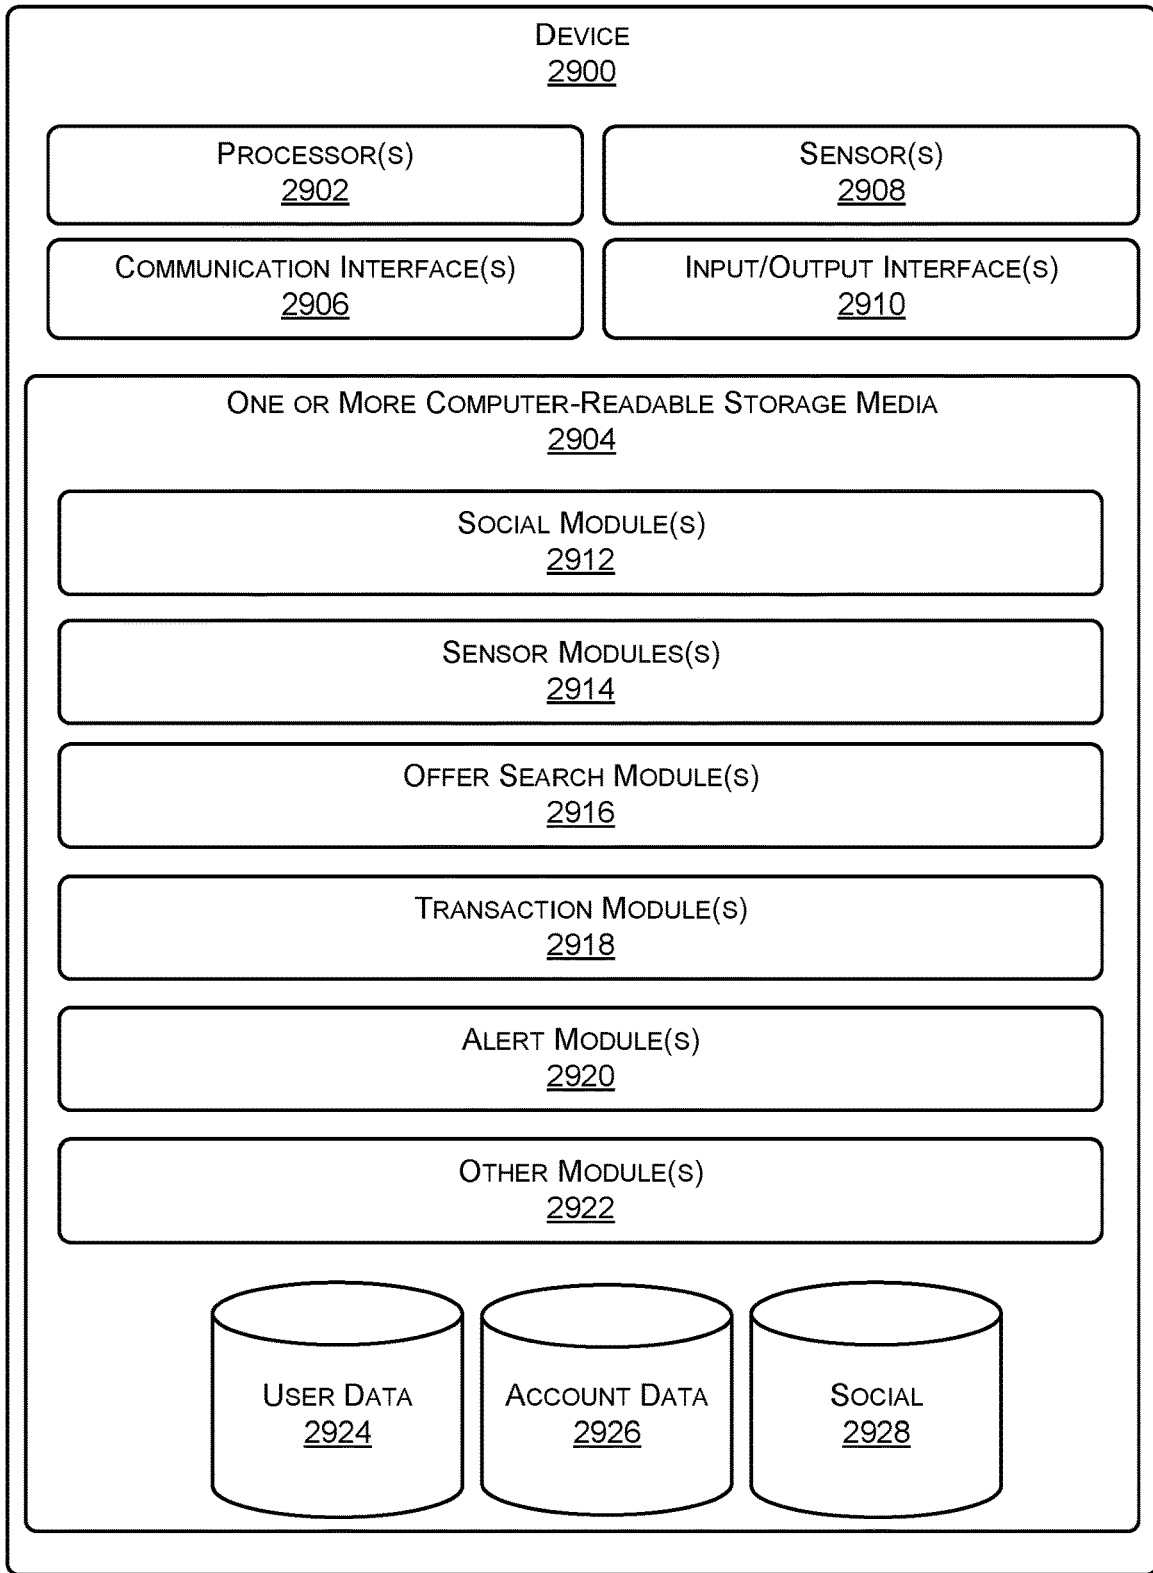 DEVICE
2900
PROCESSOR(S)
2902
SENSOR(S)
2908
COMMUNICATION INTERFACE(S)
2906
INPUT/OUTPUT INTERFACE(S)
2910
ONE OR MORE COMPUTER-READABLE STORAGE MEDIA
2904
SOCIAL MODULE(S)
2912
SENSOR MODULES(S)
2914
OFFER SEARCH MODULE(S)
2916
TRANSACTION MODULE(S)
2918
ALERT MODULE(S)
2920
OTHER MODULE(S)
2922
USER DATA
2924
ACCOUNT DATA
2926
SOCIAL
2928